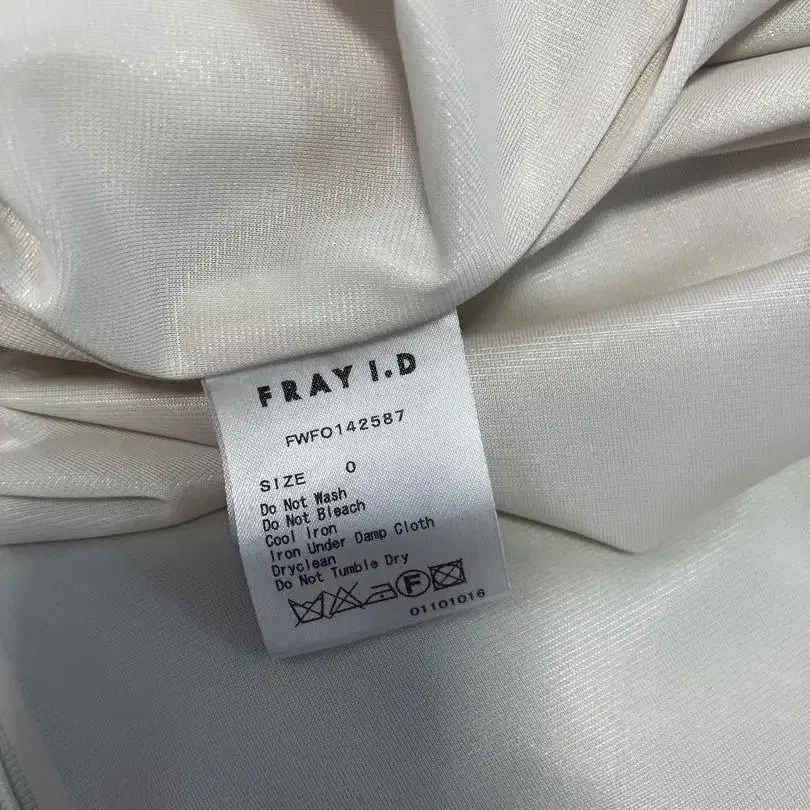 FRAY I.D
FWFO142587
SIZE 0
Do Not Wash
Do Not Bleach
Cool Iron
Iron Under Damp Cloth
Dryclean
Do Not Tumble Dry
F
01101016